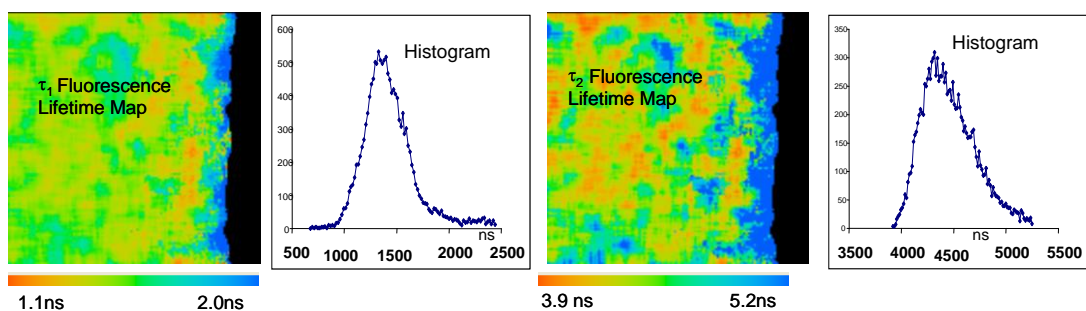 τ1 Fluorescence
Lifetime Map
1.1ns 2.0ns
Histogram
600
500
400
300
200
100
0
500 1000 1500 2000 2500
ns
τ2 Fluorescence
Lifetime Map
3.9 ns 5.2ns
Histogram
350
300
250
200
150
100
50
0
3500 4000 4500 5000 5500
ns